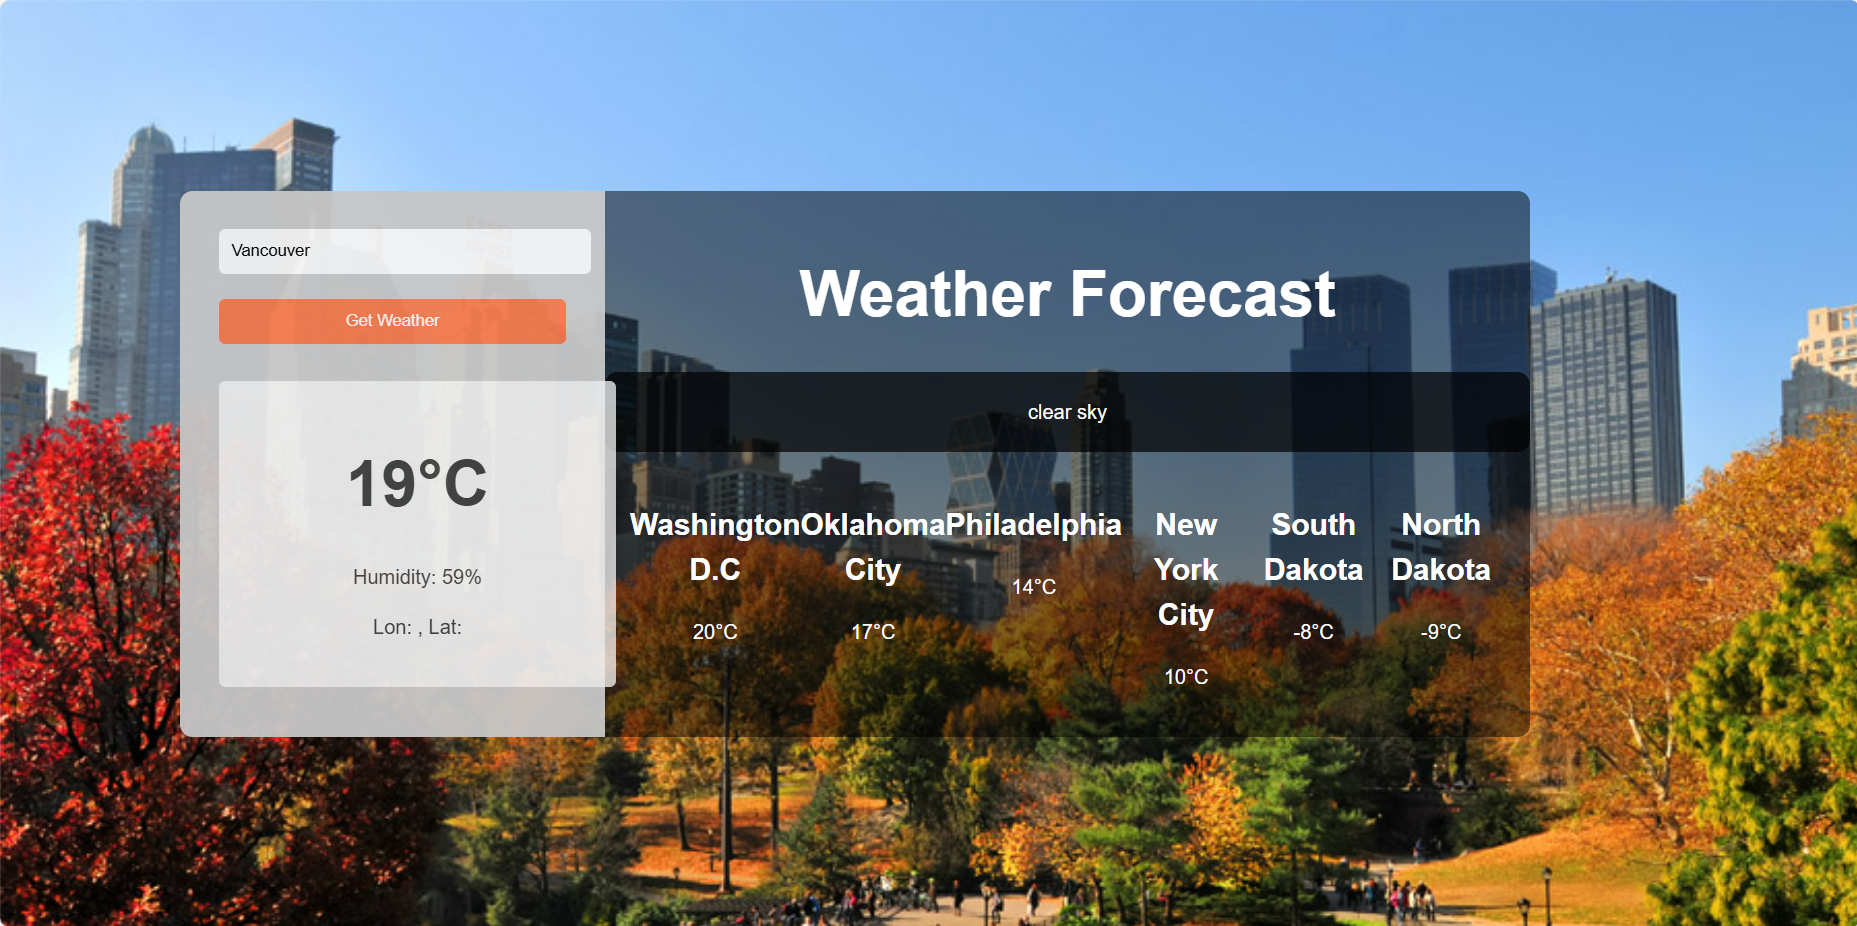 Vancouver
Get Weather
19°C
Humidity: 59%
Lon: , Lat:
Weather Forecast
clear sky
Washington
D.C
20°C
Oklahoma
City
17°C
Philadelphia
14°C
New
York
City
10°C
South
Dakota
-8°C
North
Dakota
-9°C